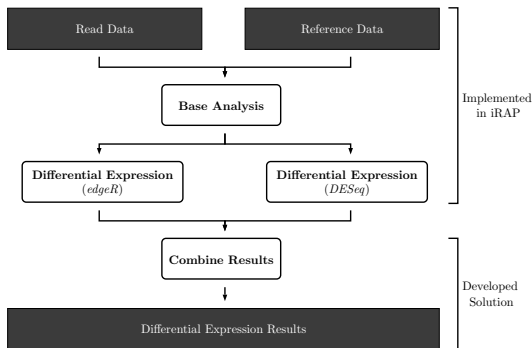 Read Data
Reference Data
Implemented
in iRAP
Base Analysis
Differential Expression
(edgeR)
Differential Expression
(DESeq)
Combine Results
Developed
Solution
Differential Expression Results